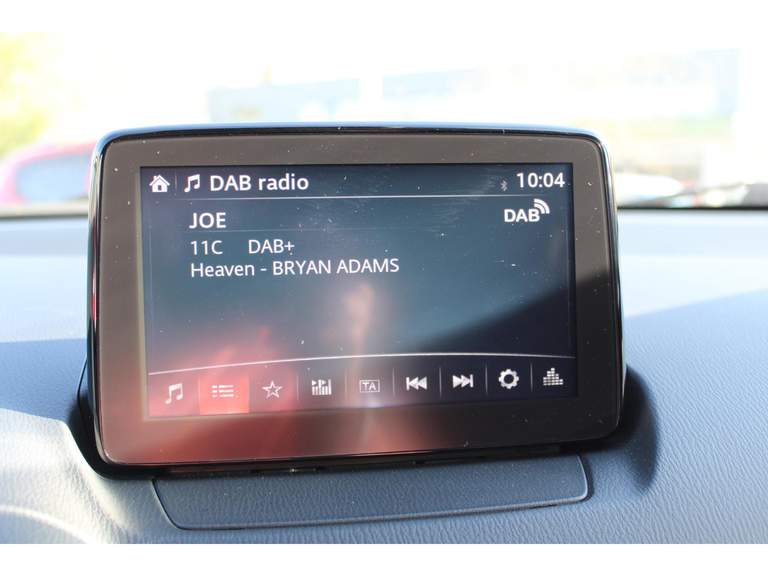 DAB radio 10:04
JOE DAB
11C DAB+
Heaven - BRYAN ADAMS
TA